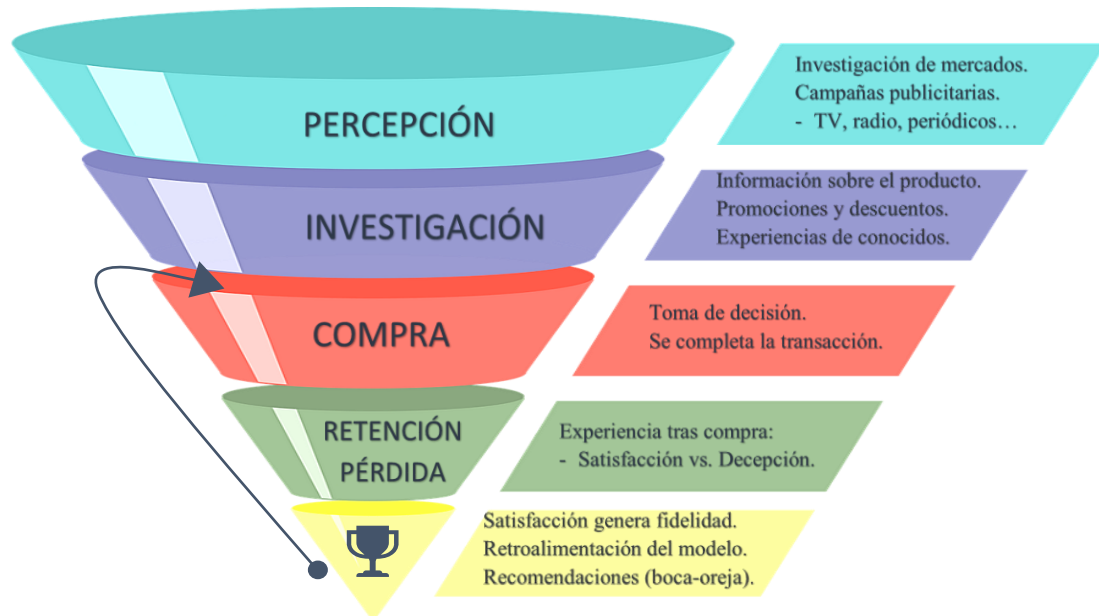 PERCEPCIÓN
Investigación de mercados.
Campañas publicitarias.
- TV, radio, periódicos…
INVESTIGACIÓN
Información sobre el producto.
Promociones y descuentos.
Experiencias de conocidos.
COMPRA
Toma de decisión.
Se completa la transacción.
RETENCIÓN
PÉRDIDA
Experiencia tras compra:
- Satisfacción vs. Decepción.
Satisfacción genera fidelidad.
Retroalimentación del modelo.
Recomendaciones (boca-oreja).